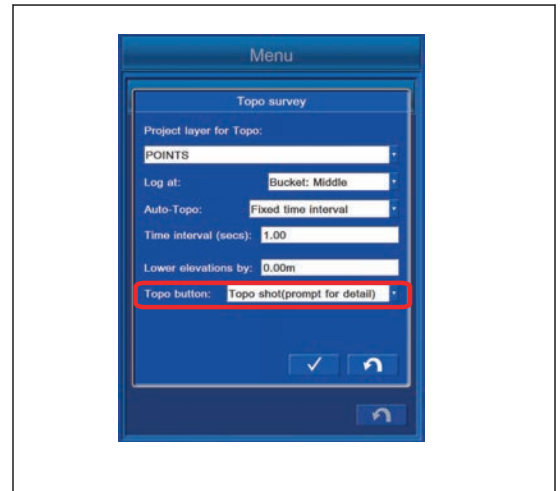 Menu
Topo survey
Project layer for Topo:
POINTS
Log at: Bucket: Middle
Auto-Topo: Fixed time interval
Time interval (secs): 1.00
Lower elevations by: 0.00m
Topo button: Topo shot(prompt for detail)